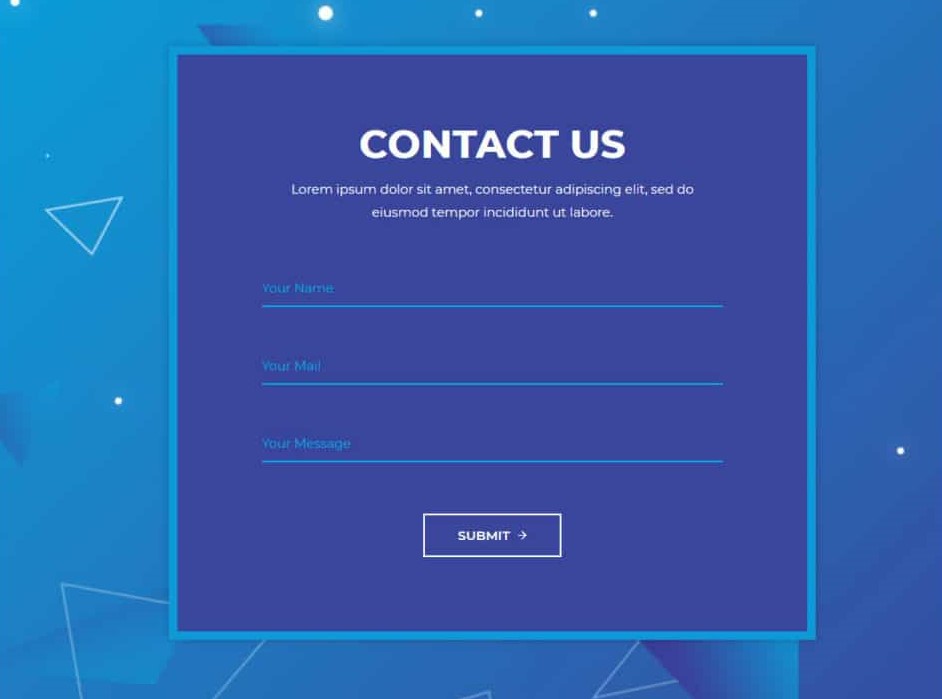 CONTACT US
Lorem ipsum dolor sit amet, consectetur adipiscing elit, sed do
eiusmod tempor incididunt ut labore.
Your Name
Your Mail
Your Message
SUBMIT →